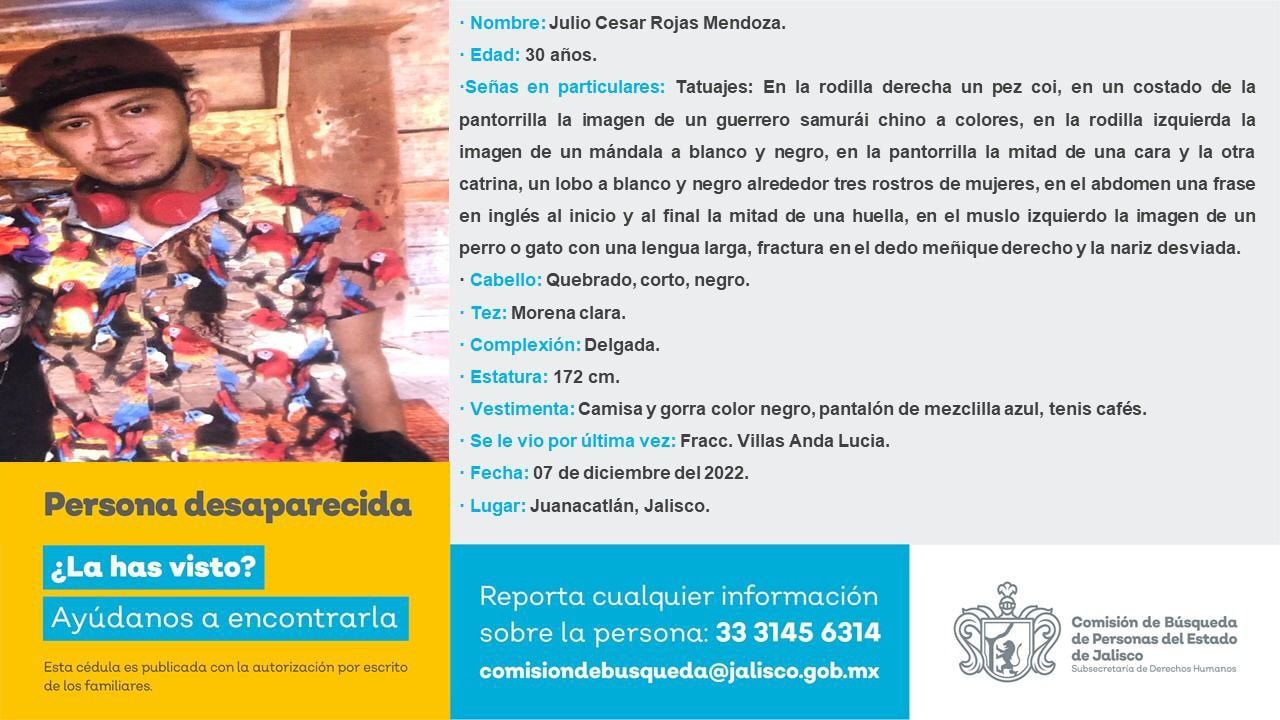 · Nombre: Julio Cesar Rojas Mendoza.
· Edad: 30 años.
·Señas en particulares: Tatuajes: En la rodilla derecha un pez coi, en un costado de la
pantorrilla la imagen de un guerrero samurái chino a colores, en la rodilla izquierda la
imagen de un mándala a blanco y negro, en la pantorrilla la mitad de una cara y la otra
catrina, un lobo a blanco y negro alrededor tres rostros de mujeres, en el abdomen una frase
en inglés al inicio y al final la mitad de una huella, en el muslo izquierdo la imagen de un
perro o gato con una lengua larga, fractura en el dedo meñique derecho y la nariz desviada.
· Cabello: Quebrado, corto, negro.
· Tez: Morena clara.
· Complexión: Delgada.
· Estatura: 172 cm.
· Vestimenta: Camisa y gorra color negro, pantalón de mezclilla azul, tenis cafés.
· Se le vio por última vez: Fracc. Villas Anda Lucia.
· Fecha: 07 de diciembre del 2022.
· Lugar: Juanacatlán, Jalisco.
Persona desaparecida
¿La has visto?
Ayúdanos a encontrarla
Esta cédula es publicada con la autorización por escrito
de los familiares.
Reporta cualquier información
sobre la persona: 33 3145 6314
comisiondebusqueda@jalisco.gob.mx
Comisión de Búsqueda
de Personas del Estado
de Jalisco
Subsecretaría de Derechos Humanos